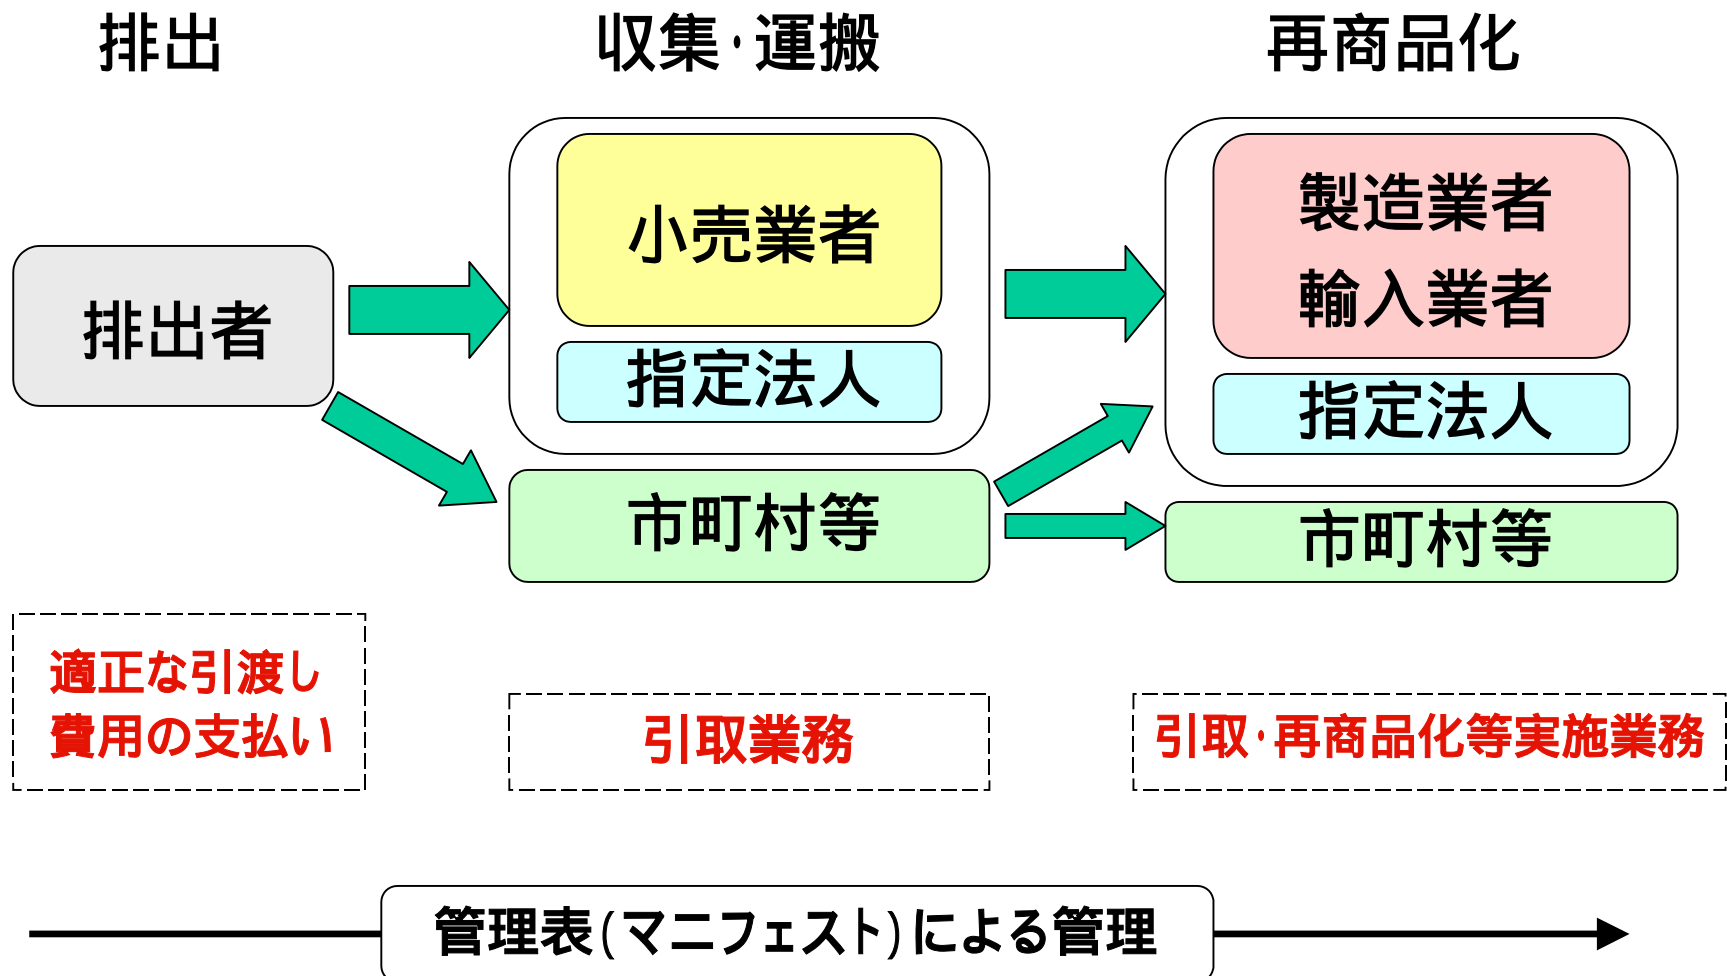 排出
収集・運搬
再商品化
排出者
小売業者
指定法人
市町村等
製造業者
輸入業者
指定法人
市町村等
適正な引渡し
費用の支払い
引取業務
引取・再商品化等実施業務
管理表(マニフェスト)による管理